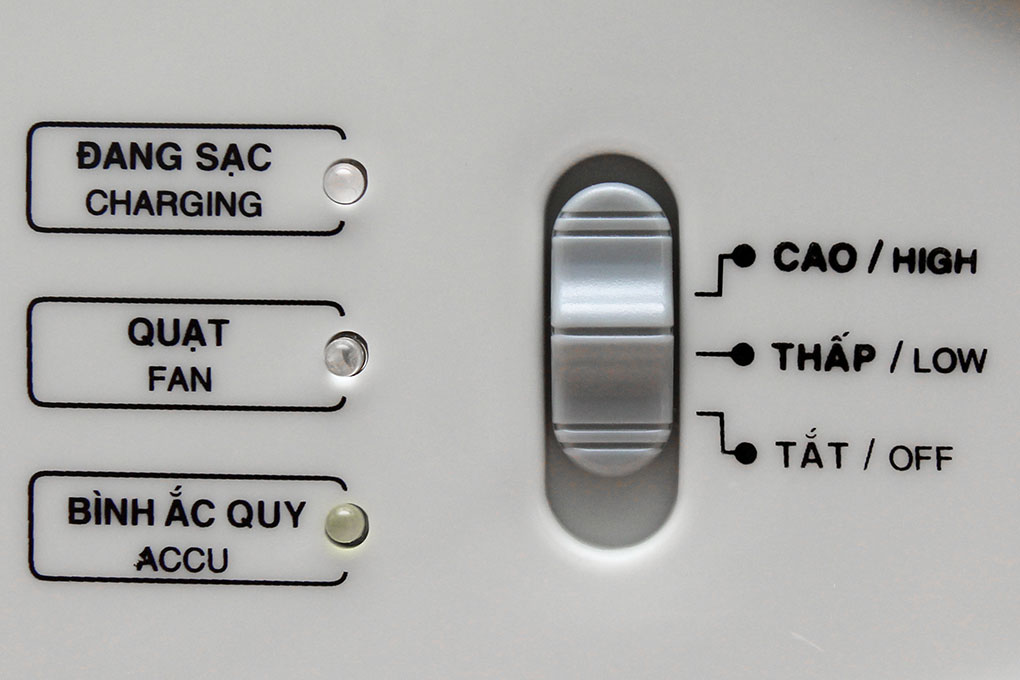 ĐANG SẠC
CHARGING
QUẠT
FAN
BÌNH ẮC QUY
ACCU
CAO / HIGH
THẤP / LOW
TẮT / OFF